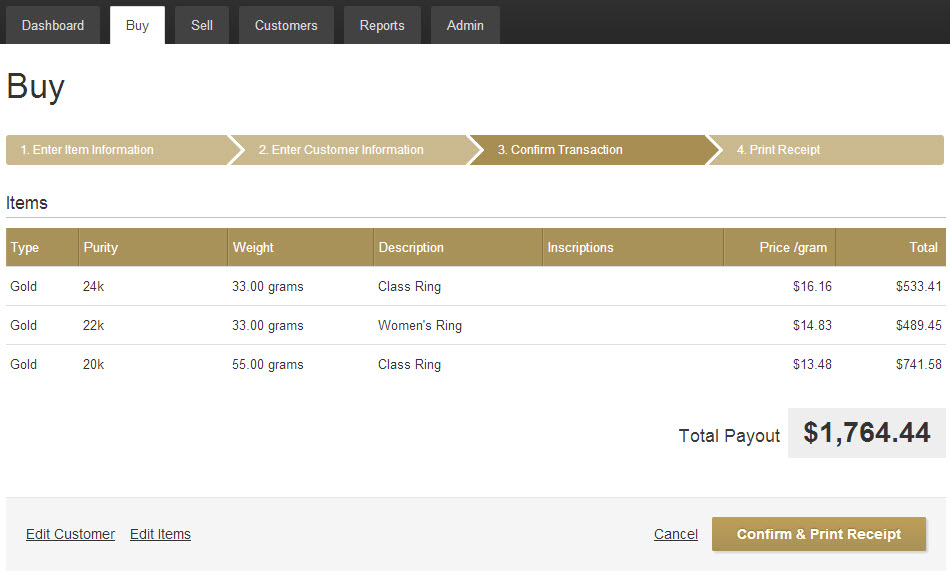 Dashboard Buy Sell Customers Reports Admin
Buy
1. Enter Item Information 2. Enter Customer Information 3. Confirm Transaction 4. Print Receipt
Items
Type Purity Weight Description Inscriptions Price /gram Total
Gold 24k 33.00 grams Class Ring $16.16 $533.41
Gold 22k 33.00 grams Women's Ring $14.83 $489.45
Gold 20k 55.00 grams Class Ring $13.48 $741.58
Total Payout $1,764.44
Edit Customer Edit Items Cancel Confirm & Print Receipt